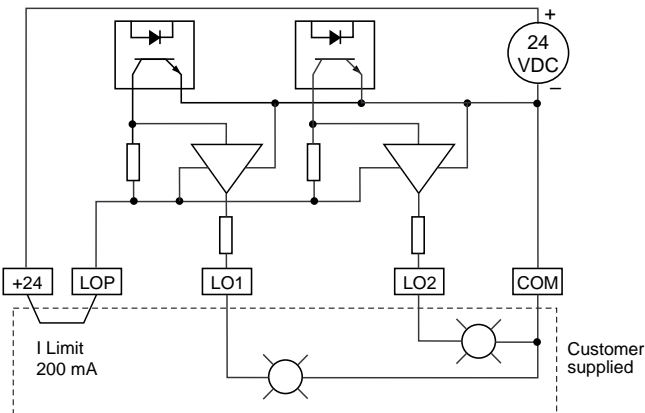 +
24
VDC
–
+24
LOP
LO1
LO2
COM
I Limit
200 mA
Customer
supplied